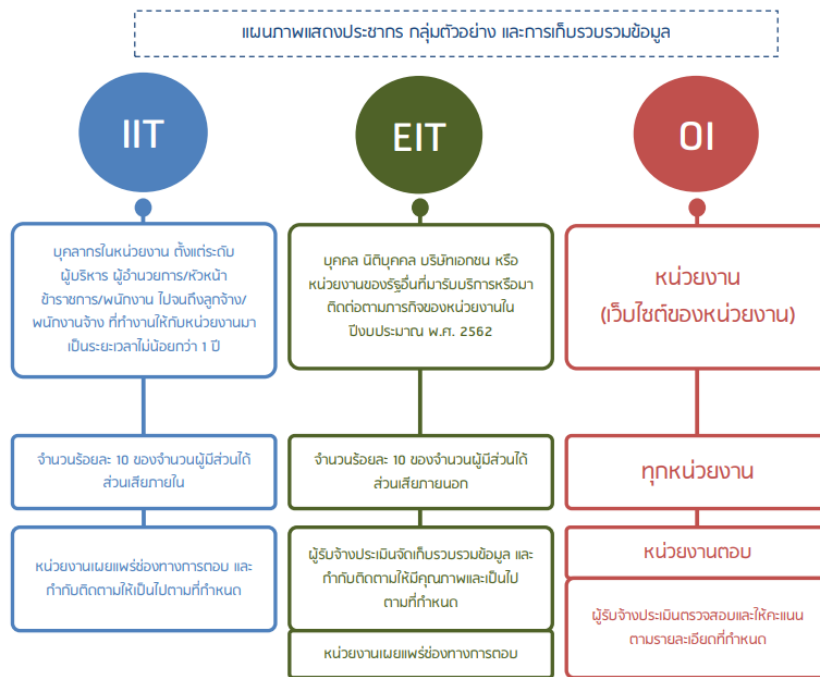 แผนภาพแสดงประชากร กลุ่มตัวอย่าง และการเก็บรวบรวมข้อมูล
IIT
บุคลากรในหน่วยงาน ตั้งแต่ระดับ
ผู้บริหาร ผู้อำนวยการ/หัวหน้า
ข้าราชการ/พนักงาน ไปจนถึงลูกจ้าง/
พนักงานจ้าง ที่ทำงานให้กับหน่วยงานมา
เป็นระยะเวลาไม่น้อยกว่า 1 ปี
จำนวนร้อยละ 10 ของจำนวนผู้มีส่วนได้
ส่วนเสียภายใน
หน่วยงานเผยแพร่ช่องทางการตอบ และ
กำกับติดตามให้เป็นไปตามที่กำหนด
EIT
บุคคล นิติบุคคล บริษัทเอกชน หรือ
หน่วยงานของรัฐอื่นที่มารับบริการหรือมา
ติดต่อตามภารกิจของหน่วยงานใน
ปีงบประมาณ พ.ศ. 2562
จำนวนร้อยละ 10 ของจำนวนผู้มีส่วนได้
ส่วนเสียภายนอก
ผู้รับจ้างประเมินจัดเก็บรวบรวมข้อมูล และ
กำกับติดตามให้มีคุณภาพและเป็นไป
ตามที่กำหนด
หน่วยงานเผยแพร่ช่องทางการตอบ
OI
หน่วยงาน
(เว็บไซต์ของหน่วยงาน)
ทุกหน่วยงาน
หน่วยงานตอบ
ผู้รับจ้างประเมินตรวจสอบและให้คะแนน
ตามรายละเอียดที่กำหนด